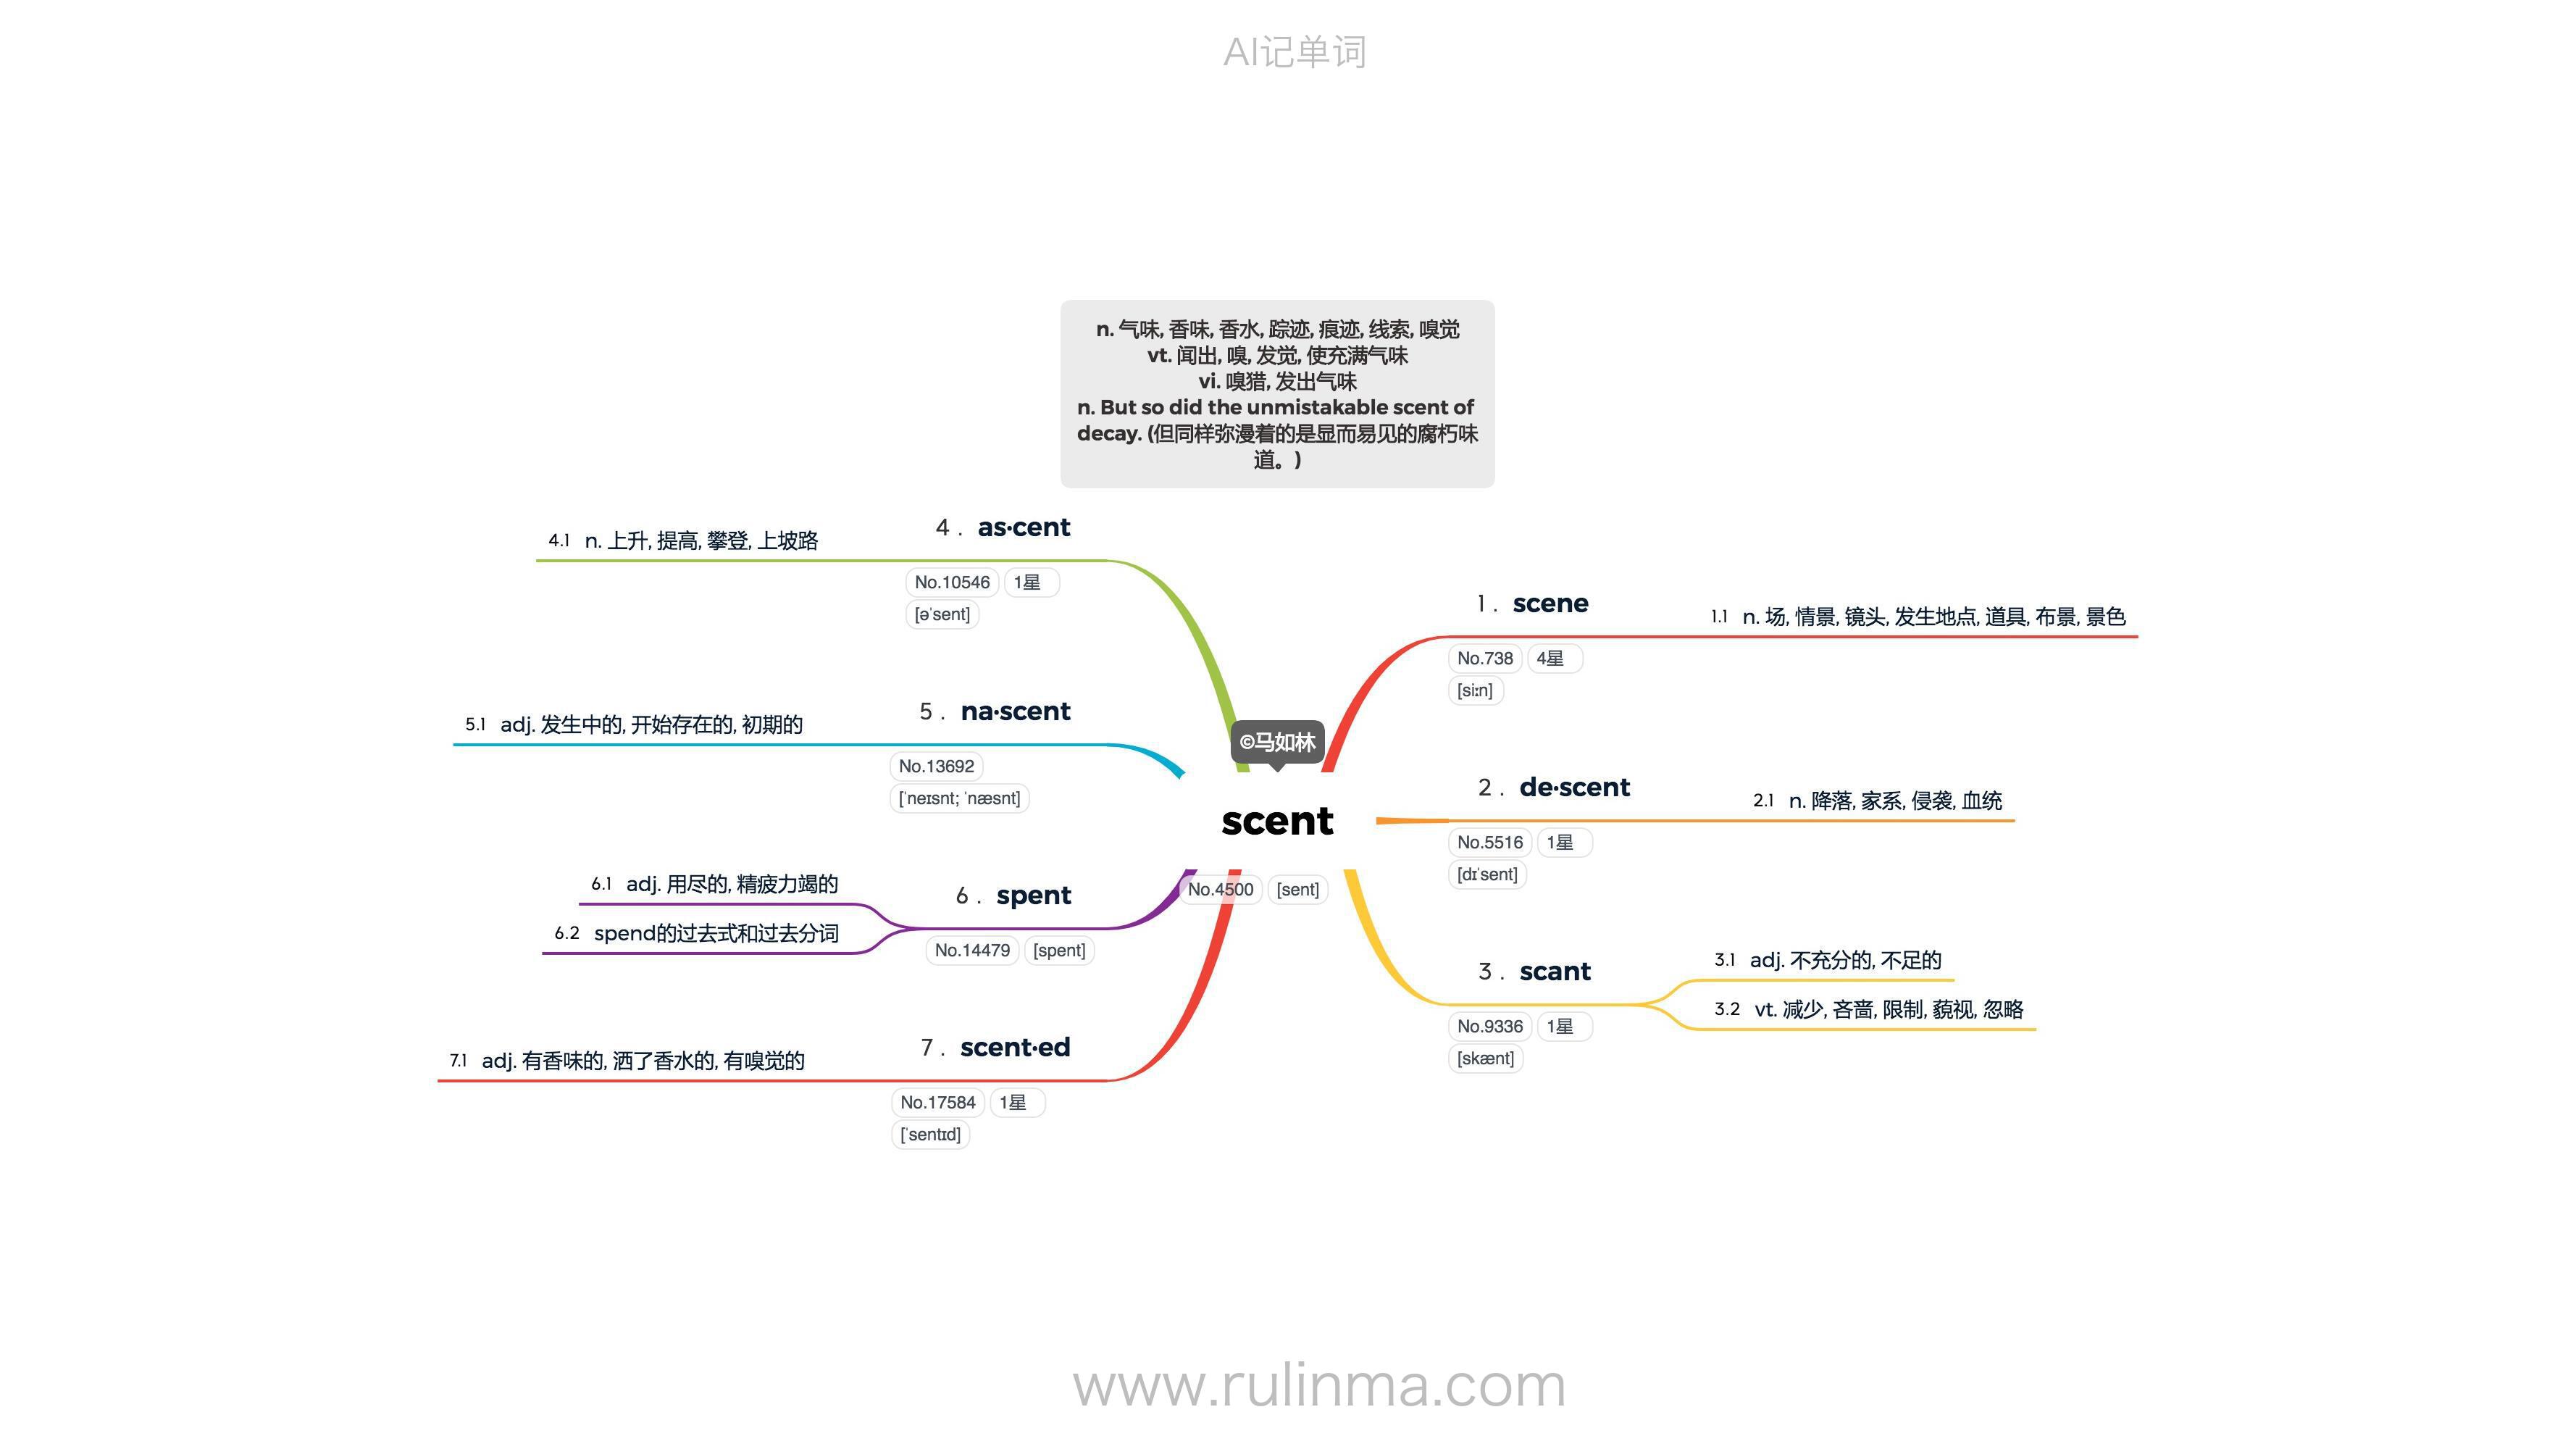 AI记单词
n. 气味, 香味, 香水, 踪迹, 痕迹, 线索, 嗅觉
vt. 闻出, 嗅, 发觉, 使充满气味
vi. 嗅猎, 发出气味
n. But so did the unmistakable scent of
decay. (但同样弥漫着的是显而易见的腐朽味
道。)
©马如林
scent
No.4500 [sent]
1 . scene
No.738 4星
[siːn]
1.1 n. 场, 情景, 镜头, 发生地点, 道具, 布景, 景色
2 . de·scent
No.5516 1星
[dɪˈsent]
2.1 n. 降落, 家系, 侵袭, 血统
3 . scant
No.9336 1星
[skænt]
3.1 adj. 不充分的, 不足的
3.2 vt. 减少, 吝啬, 限制, 藐视, 忽略
4 . as·cent
No.10546 1星
[əˈsent]
4.1 n. 上升, 提高, 攀登, 上坡路
5 . na·scent
No.13692
[ˈneɪsnt; ˈnæsnt]
5.1 adj. 发生中的, 开始存在的, 初期的
6 . spent
No.14479 [spent]
6.1 adj. 用尽的, 精疲力竭的
6.2 spend的过去式和过去分词
7 . scent·ed
No.17584 1星
[ˈsentɪd]
7.1 adj. 有香味的, 洒了香水的, 有嗅觉的
www.rulinma.com